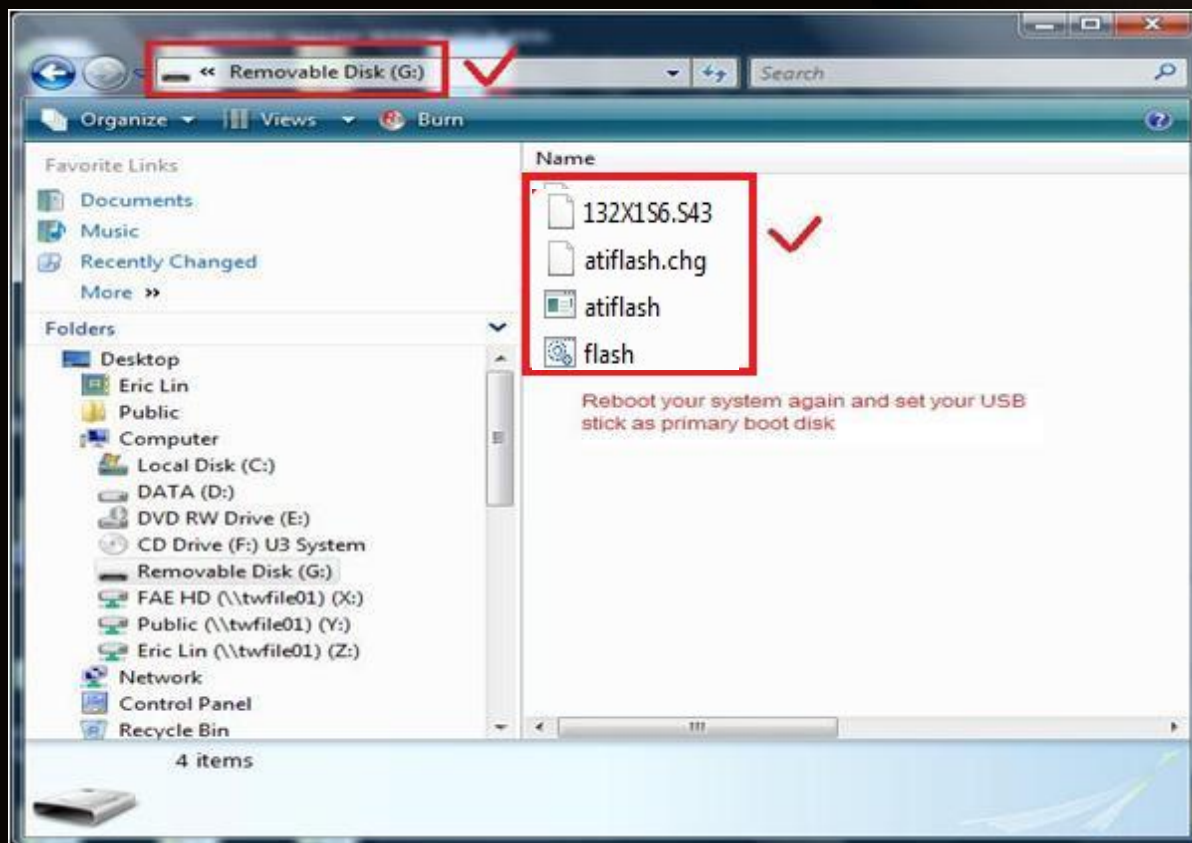 « Removable Disk (G:)
Search
Organize Views Burn
Favorite Links
Documents
Music
Recently Changed
More »
Folders
Desktop
Eric Lin
Public
Computer
Local Disk (C:)
DATA (D:)
DVD RW Drive (E:)
CD Drive (F:) U3 System
Removable Disk (G:)
FAE HD (\\twfile01) (X:)
Public (\\twfile01) (Y:)
Eric Lin (\\twfile01) (Z:)
Network
Control Panel
Recycle Bin
Name
132X1S6.S43
atiflash.chg
atiflash
flash
Reboot your system again and set your USB
stick as primary boot disk
4 items